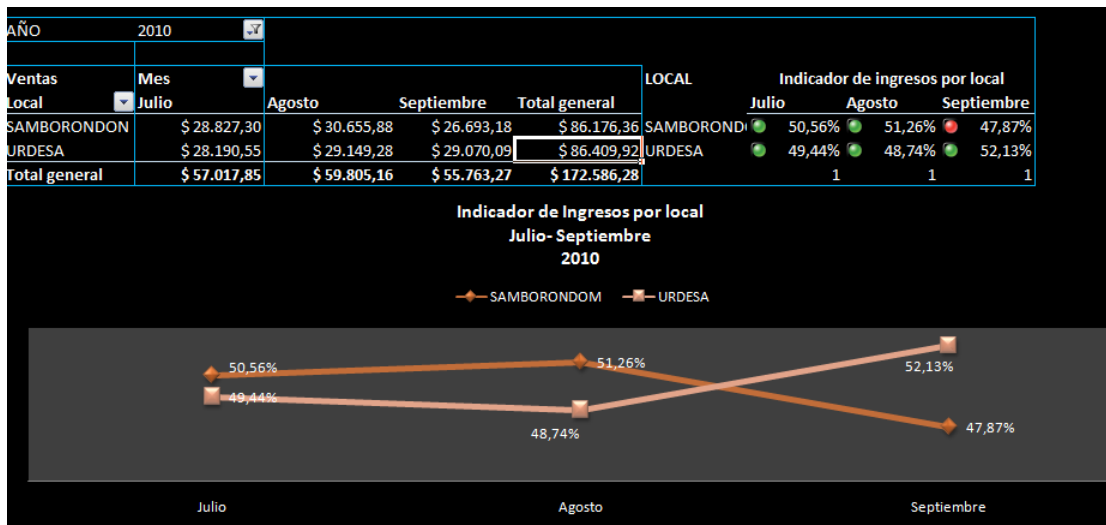 AÑO 2010
Ventas Mes LOCAL Indicador de ingresos por local
Local Julio Agosto Septiembre Total general Julio Agosto Septiembre
SAMBORONDON $ 28.827,30 $ 30.655,88 $ 26.693,18 $ 86.176,36 SAMBOROND 50,56% 51,26% 47,87%
URDESA $ 28.190,55 $ 29.149,28 $ 29.070,09 $ 86.409,92 URDESA 49,44% 48,74% 52,13%
Total general $ 57.017,85 $ 59.805,16 $ 55.763,27 $ 172.586,28 1 1 1
Indicador de Ingresos por local
Julio- Septiembre
2010
SAMBORONDOM URDESA
50,56% 51,26% 52,13%
49,44%
48,74% 47,87%
Julio Agosto Septiembre